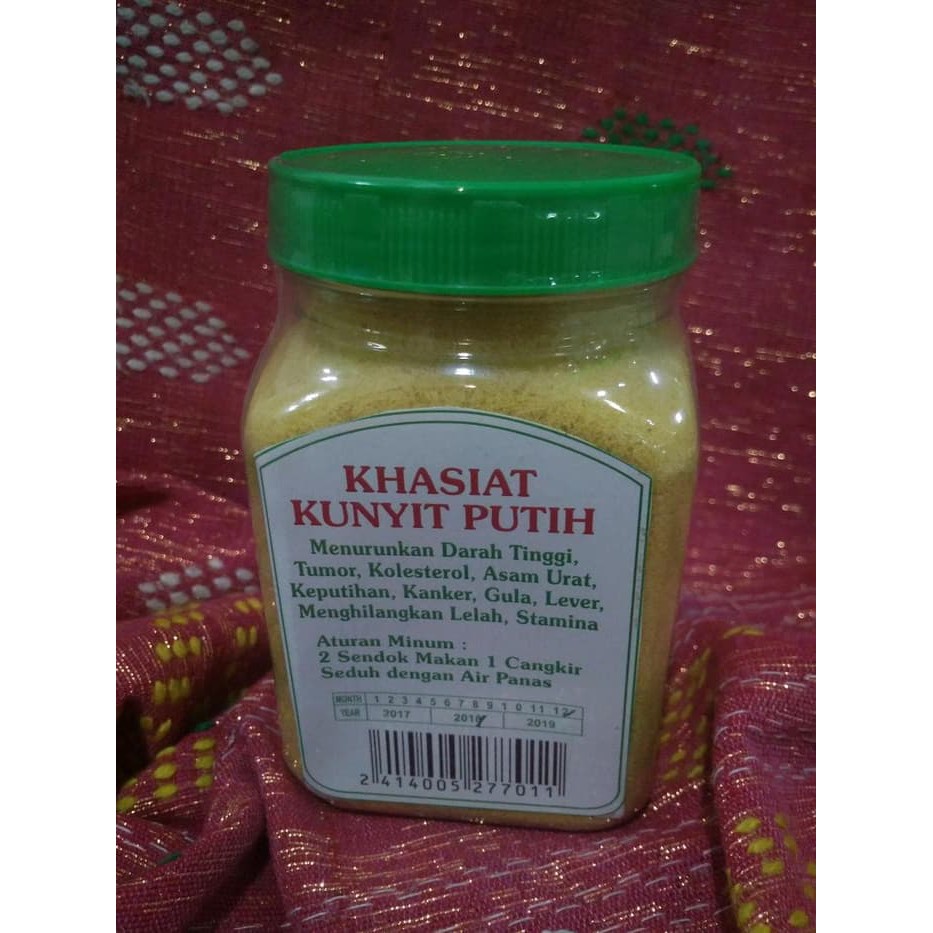 KHASIAT
KUNYIT PUTIH
Menurunkan Darah Tinggi,
Tumor, Kolesterol, Asam Urat,
Keputihan, Kanker, Gula, Lever,
Menghilangkan Lelah, Stamina
Aturan Minum :
2 Sendok Makan 1 Cangkir
Seduh dengan Air Panas
MONTH 1 2 3 4 5 6 7 8 9 10 11 12
YEAR 2017 2018 2019
2 414005 277011